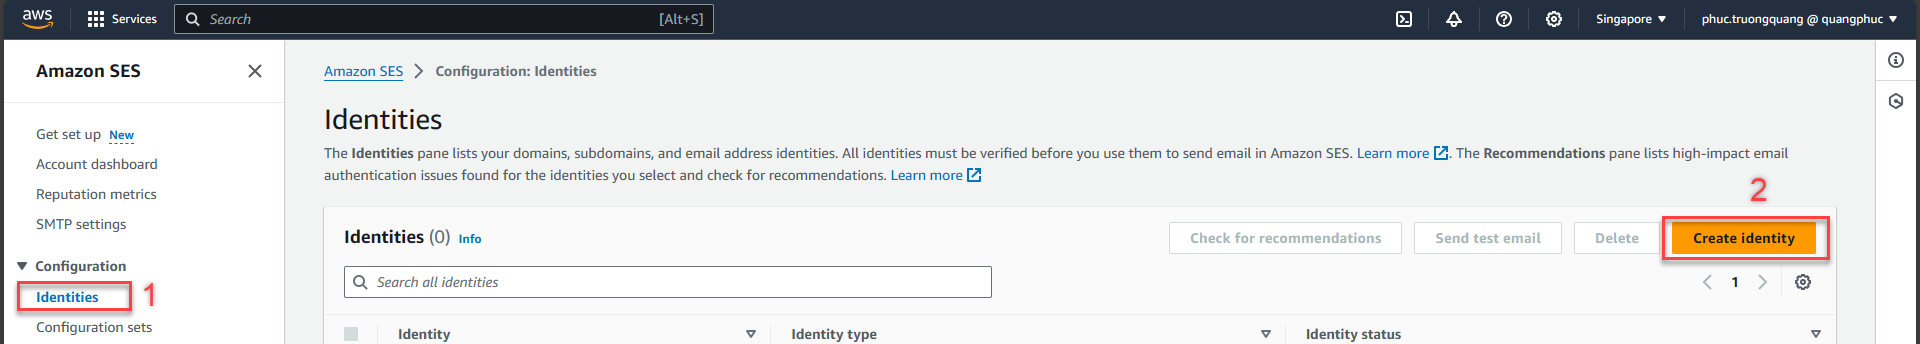 aws Services Search [Alt+S] Singapore phuc.truongquang @ quangphuc
Amazon SES
Get set up New
Account dashboard
Reputation metrics
SMTP settings
Configuration
Identities 1
Configuration sets
Amazon SES Configuration: Identities
Identities
The Identities pane lists your domains, subdomains, and email address identities. All identities must be verified before you use them to send email in Amazon SES. Learn more . The Recommendations pane lists high-impact email
authentication issues found for the identities you select and check for recommendations. Learn more
2
Identities (0) Info Check for recommendations Send test email Delete Create identity
Search all identities 1
Identity Identity type Identity status